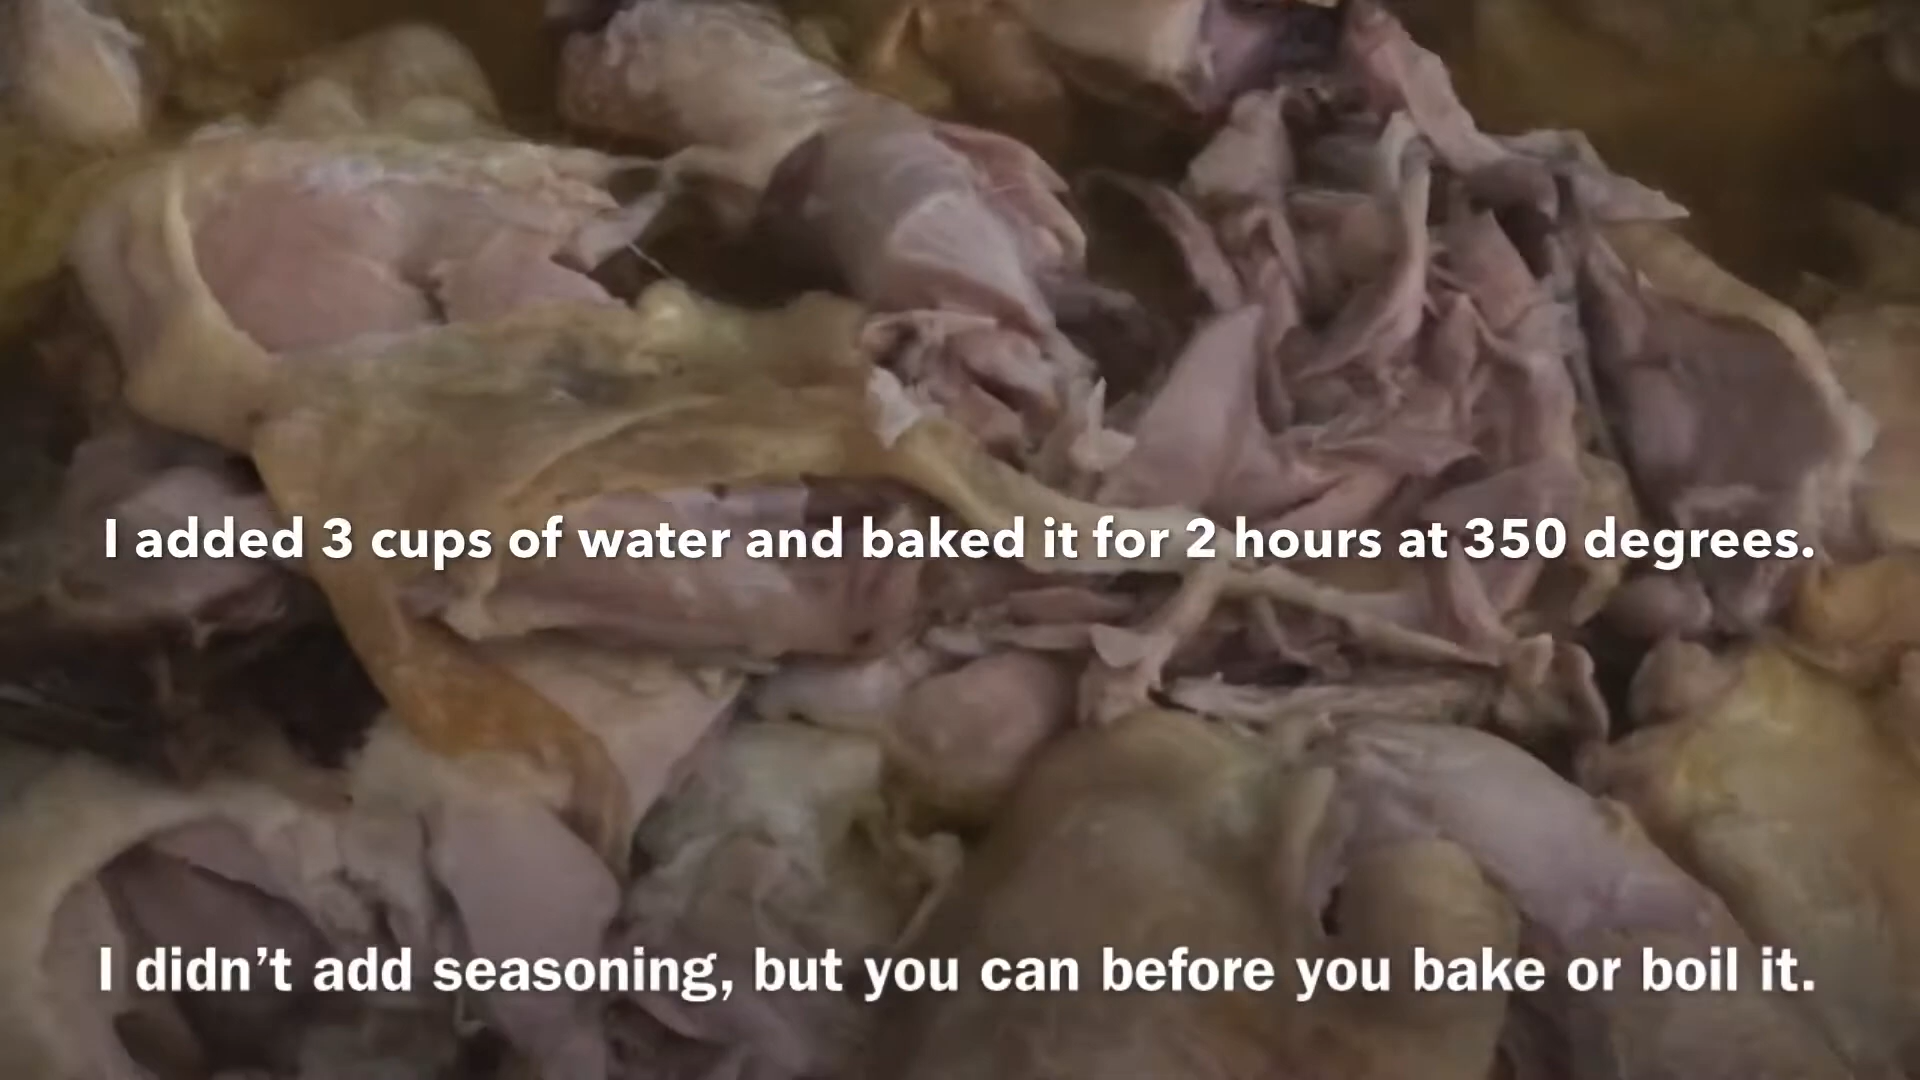 I added 3 cups of water and baked it for 2 hours at 350 degrees.
I didn’t add seasoning, but you can before you bake or boil it.